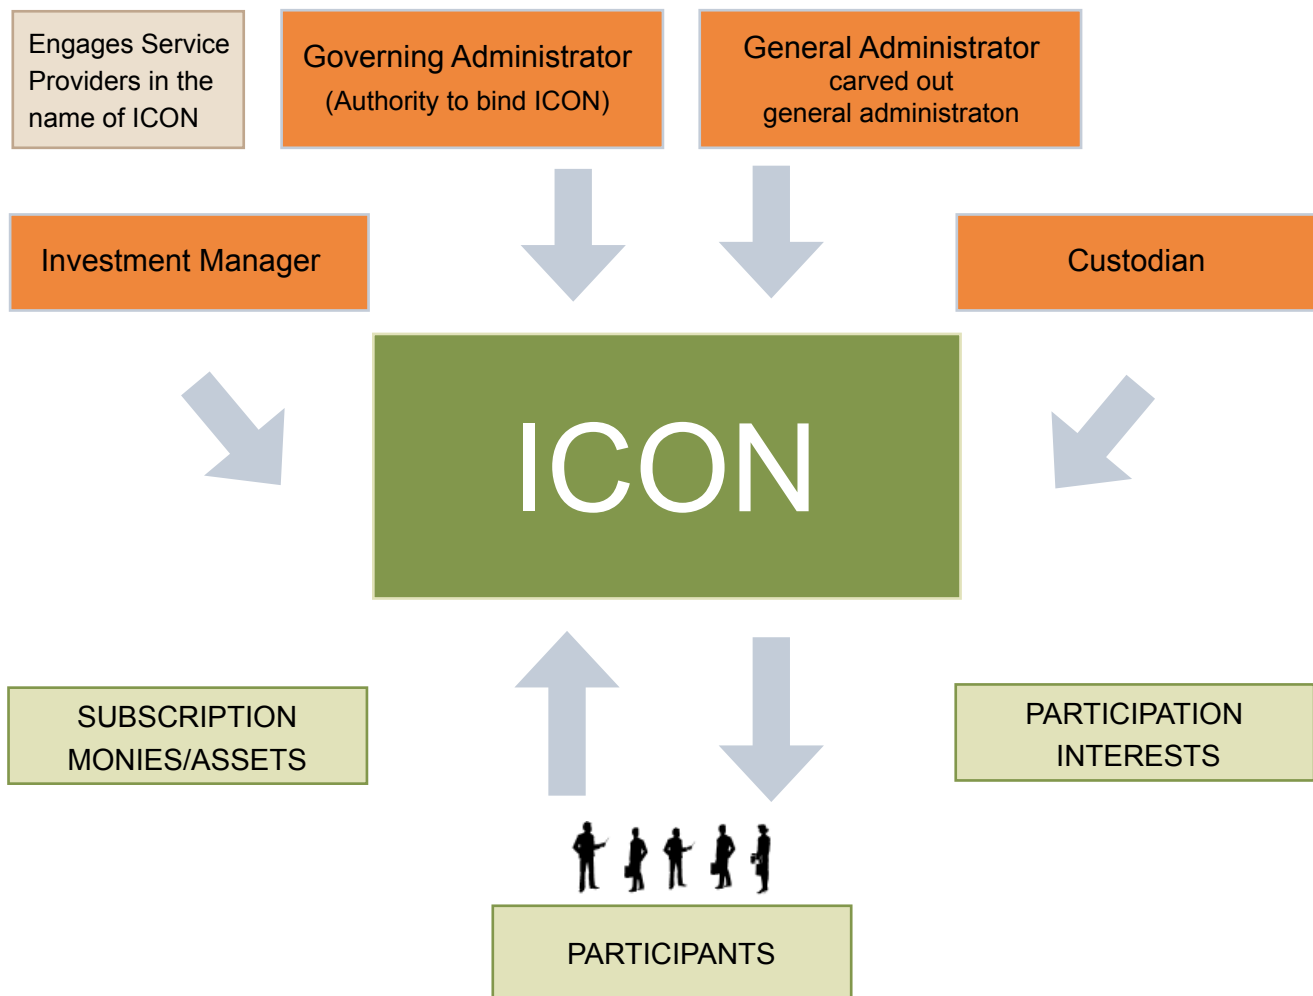 Engages Service
Providers in the
name of ICON
Governing Administrator
(Authority to bind ICON)
General Administrator
carved out
general administraton
Investment Manager
Custodian
ICON
SUBSCRIPTION
MONIES/ASSETS
PARTICIPATION
INTERESTS
PARTICIPANTS